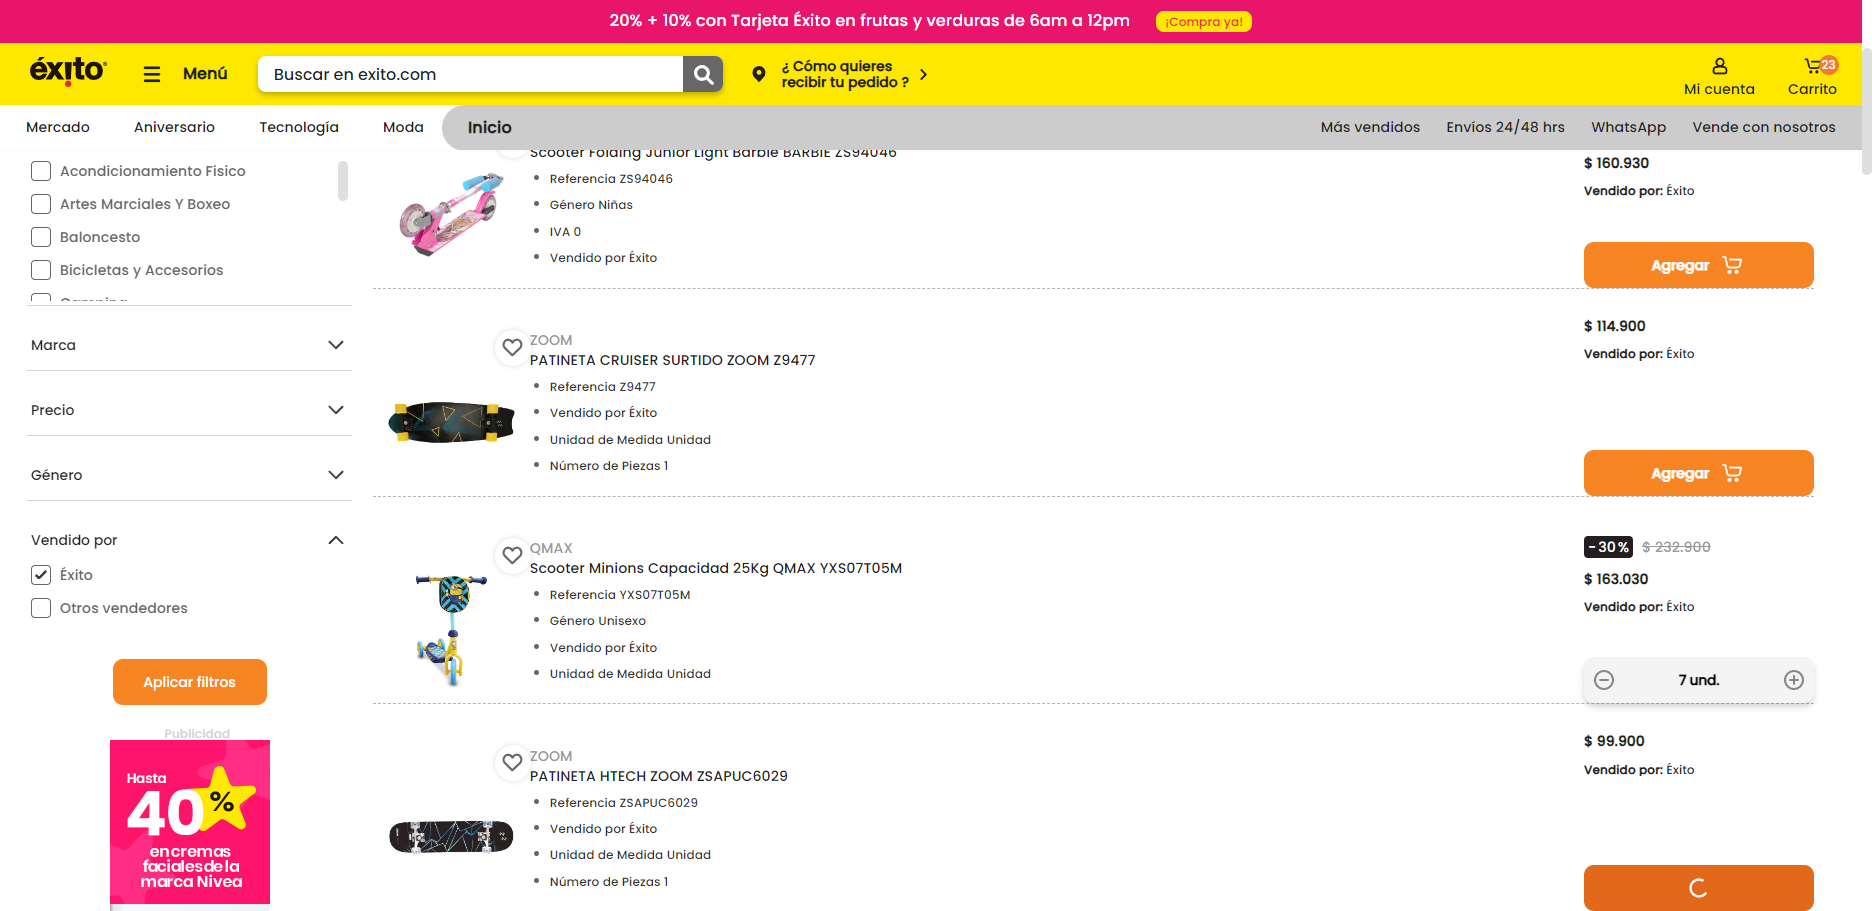 20% + 10% con Tarjeta Éxito en frutas y verduras de 6am a 12pm
¡Compra ya!
éxito
Menú
Buscar en exito.com
¿ Cómo quieres
recibir tu pedido ?
Mi cuenta
23
Carrito
Mercado
Aniversario
Tecnología
Moda
Inicio
Más vendidos
Envíos 24/48 hrs
WhatsApp
Vende con nosotros
Acondicionamiento Fisico
Artes Marciales Y Boxeo
Baloncesto
Bicicletas y Accesorios
Camping
Marca
Precio
Género
Vendido por
Éxito
Otros vendedores
Aplicar filtros
Publicidad
Hasta
40%
en cremas
faciales de la
marca Nivea
Scooter Folding Junior Light Barbie BARBIE ZS94046
Referencia ZS94046
Género Niñas
IVA 0
Vendido por Éxito
$ 160.930
Vendido por: Éxito
Agregar
ZOOM
PATINETA CRUISER SURTIDO ZOOM Z9477
Referencia Z9477
Vendido por Éxito
Unidad de Medida Unidad
Número de Piezas 1
$ 114.900
Vendido por: Éxito
Agregar
QMAX
Scooter Minions Capacidad 25Kg QMAX YXS07T05M
Referencia YXS07T05M
Género Unisexo
Vendido por Éxito
Unidad de Medida Unidad
-30% $ 232.900
$ 163.030
Vendido por: Éxito
7 und.
ZOOM
PATINETA HTECH ZOOM ZSAPUC6029
Referencia ZSAPUC6029
Vendido por Éxito
Unidad de Medida Unidad
Número de Piezas 1
$ 99.900
Vendido por: Éxito